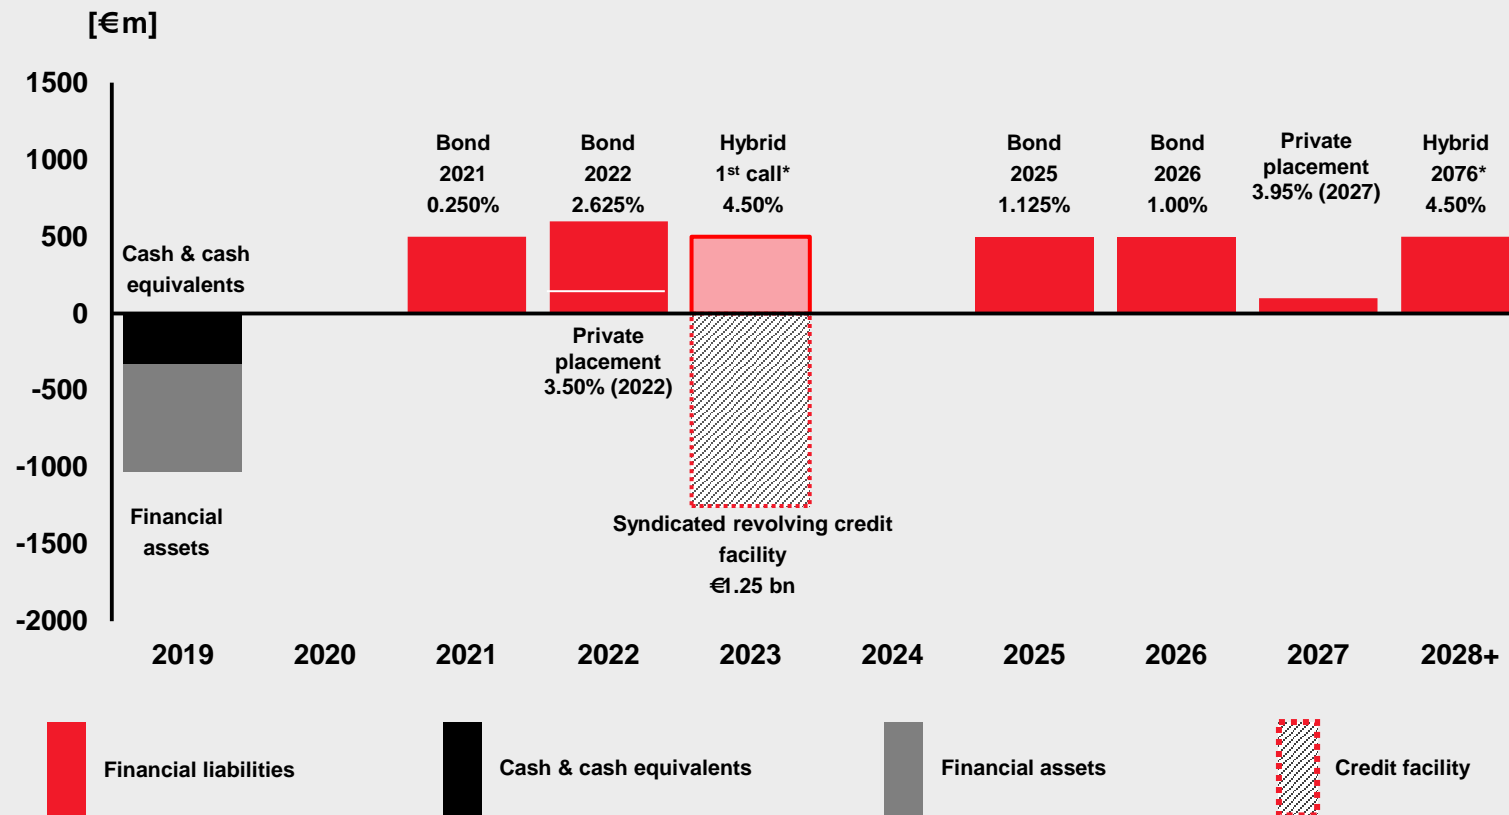 [€m]
1500
1000
500
0
-500
-1000
-1500
-2000
Cash & cash
equivalents
Financial
assets
Bond
2021
0.250%
Bond
2022
2.625%
Private
placement
3.50% (2022)
Hybrid
1st call*
4.50%
Syndicated revolving credit
facility
€1.25 bn
Bond
2025
1.125%
Bond
2026
1.00%
Private
placement
3.95% (2027)
Hybrid
2076*
4.50%
2019 2020 2021 2022 2023 2024 2025 2026 2027 2028+
Financial liabilities
Cash & cash equivalents
Financial assets
Credit facility